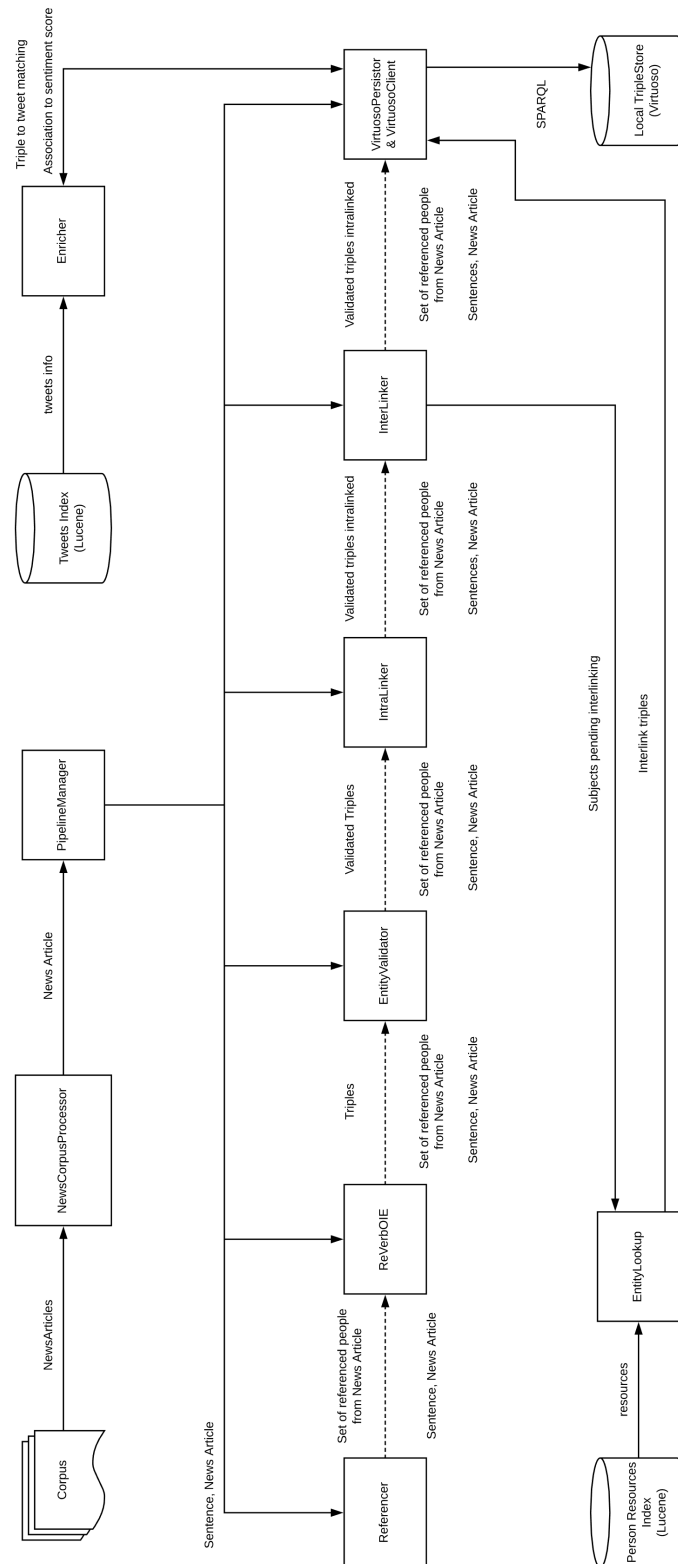 Corpus
NewsArticles
NewsCorpusProcessor
News Article
PipelineManager
Tweets Index
(Lucene)
tweets info
Enricher
Triple to tweet matching
Association to sentiment score
Sentence, News Article
Referencer
Set of referenced people
from News Article
Sentence, News Article
ReVerbOIE
Triples
Set of referenced people
from News Article
Sentence, News Article
EntityValidator
Validated Triples
Set of referenced people
from News Article
Sentence, News Article
IntraLinker
Validated triples intralinked
Set of referenced people
from News Article
Sentences, News Article
InterLinker
Validated triples intralinked
Set of referenced people
from News Article
Sentences, News Article
VirtuosoPersistor
& VirtuosoClient
SPARQL
Subjects pending interlinking
Interlink triples
Person Resources
Index
(Lucene)
resources
EntityLookup
Local TripleStore
(Virtuoso)